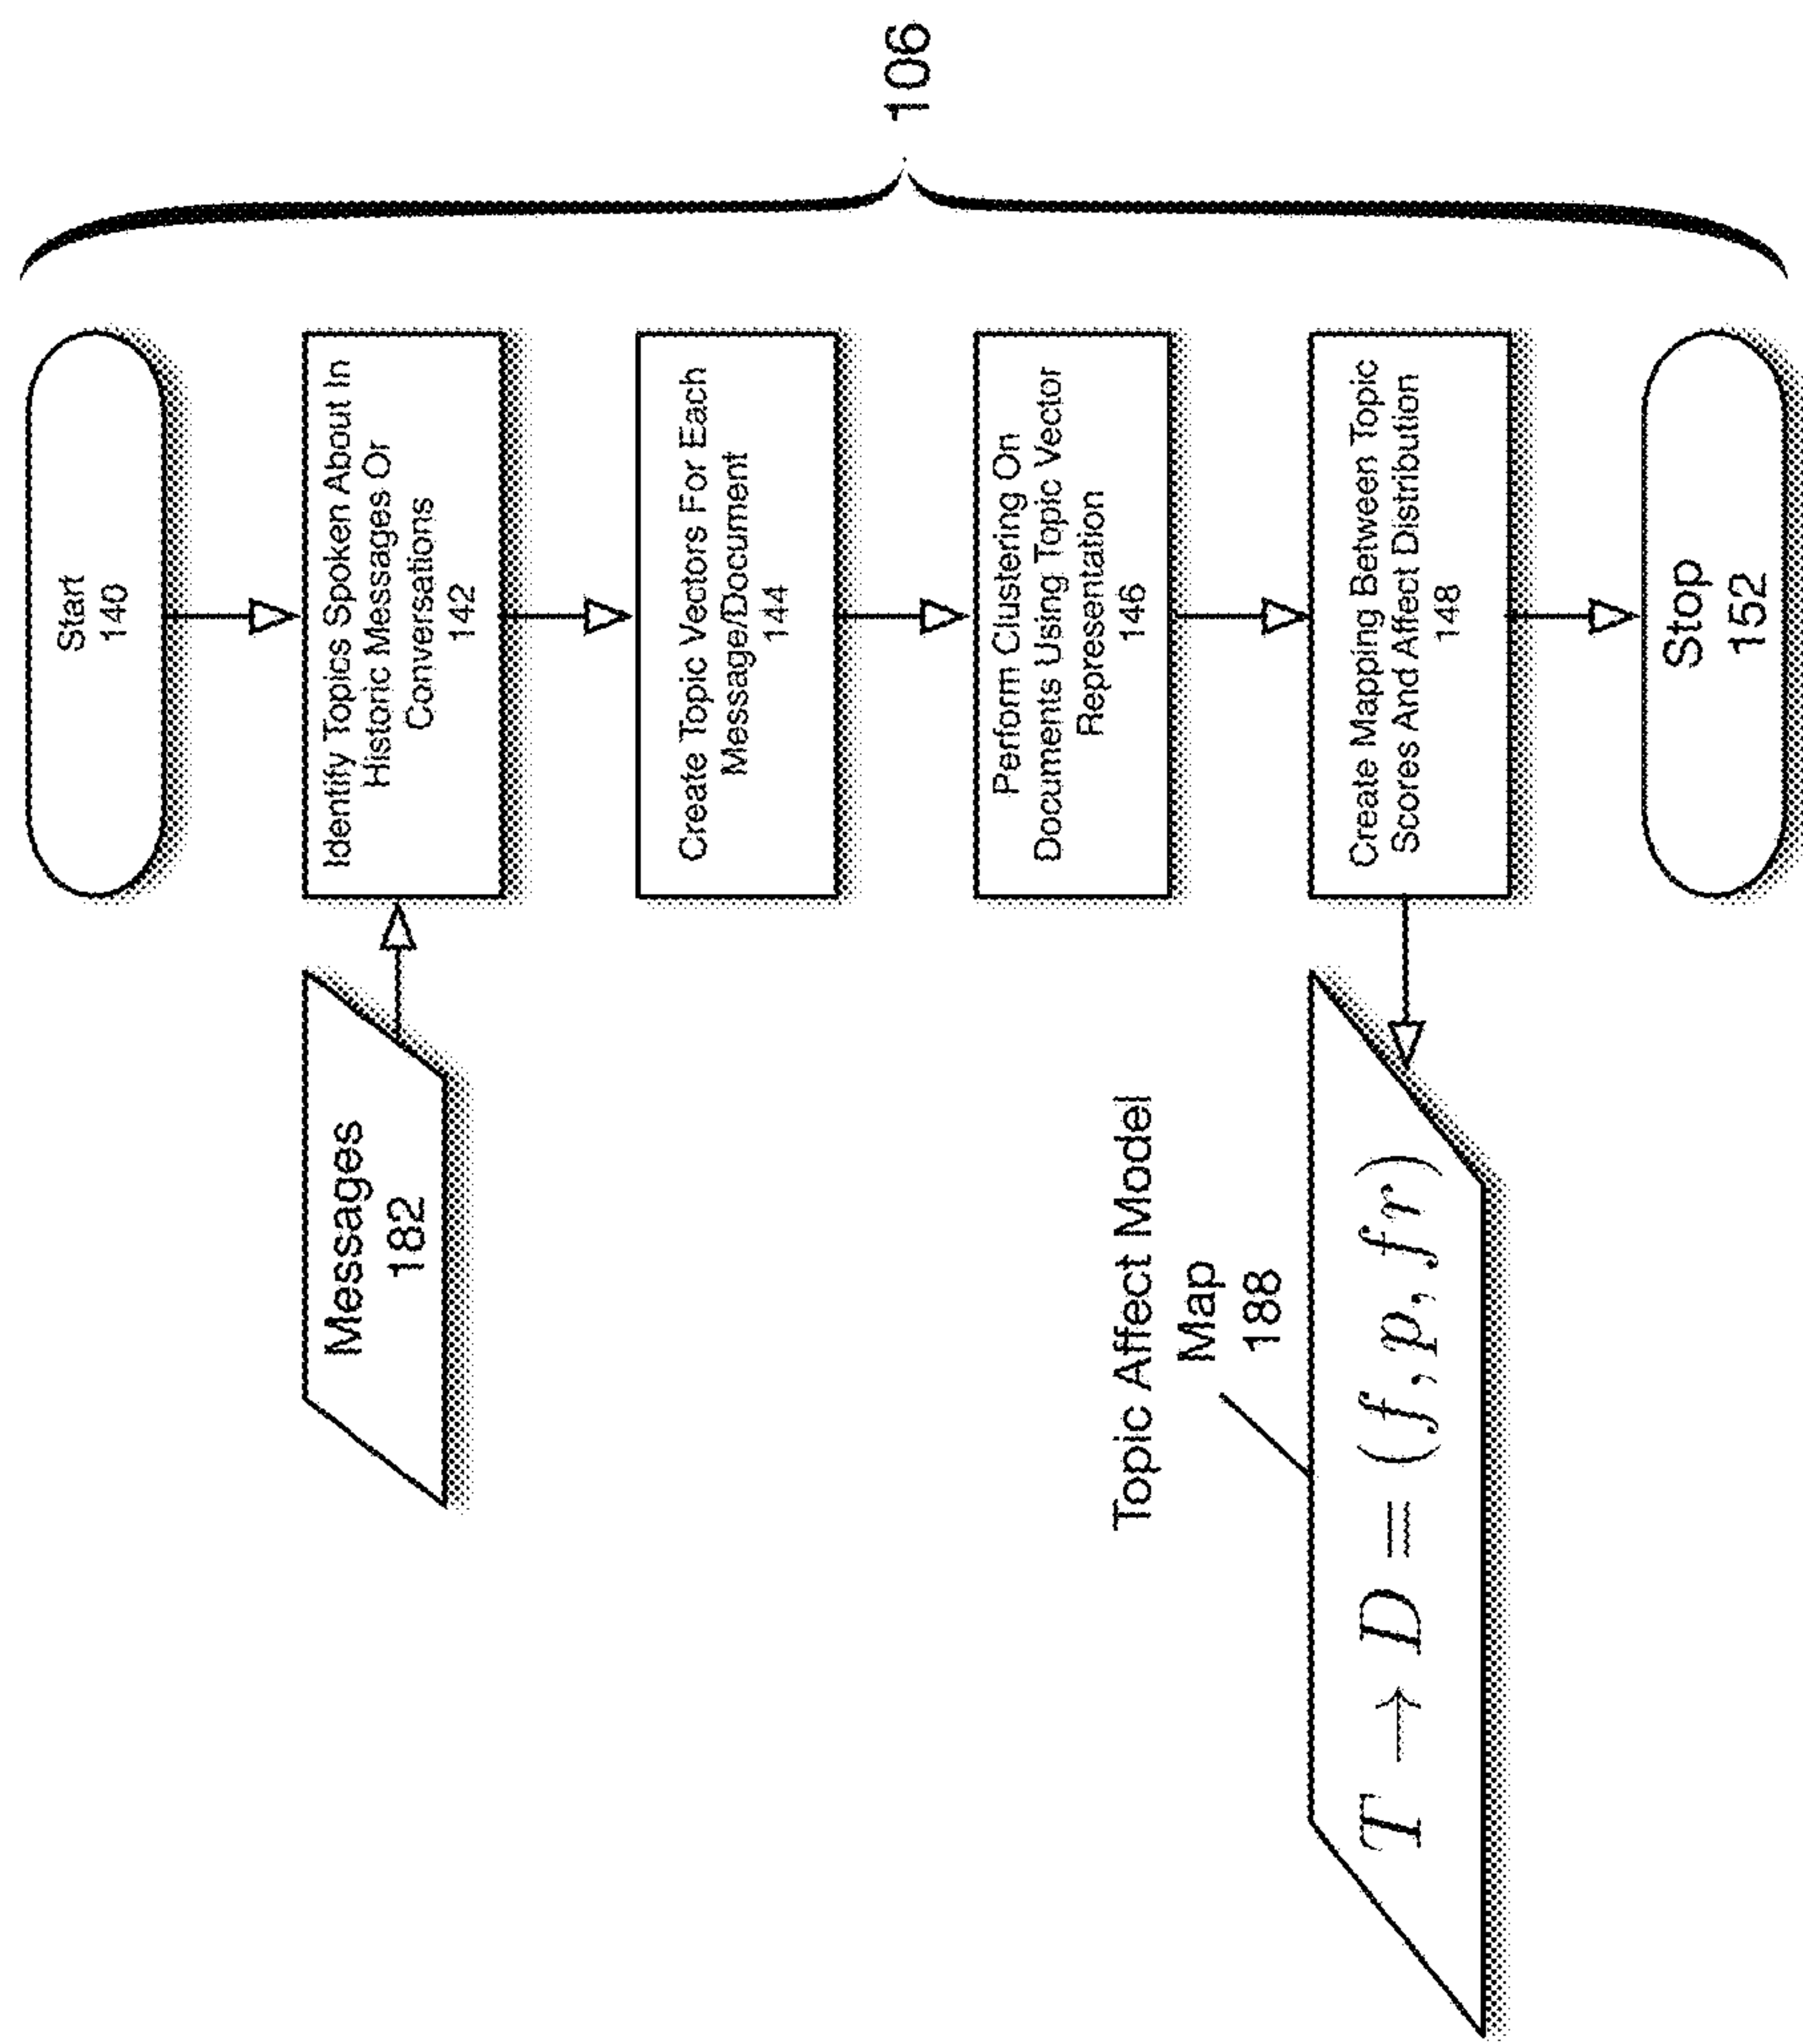 Start
140
Identify Topics Spoken About In
Historic Messages Or
Conversations
142
Messages
182
Create Topic Vectors For Each
Message/Document
144
Perform Clustering On
Documents Using Topic Vector
Representation
146
Create Mapping Between Topic
Scores And Affect Distribution
148
Topic Affect Model
Map
188
T → D = (f, p, fr)
Stop
152
106